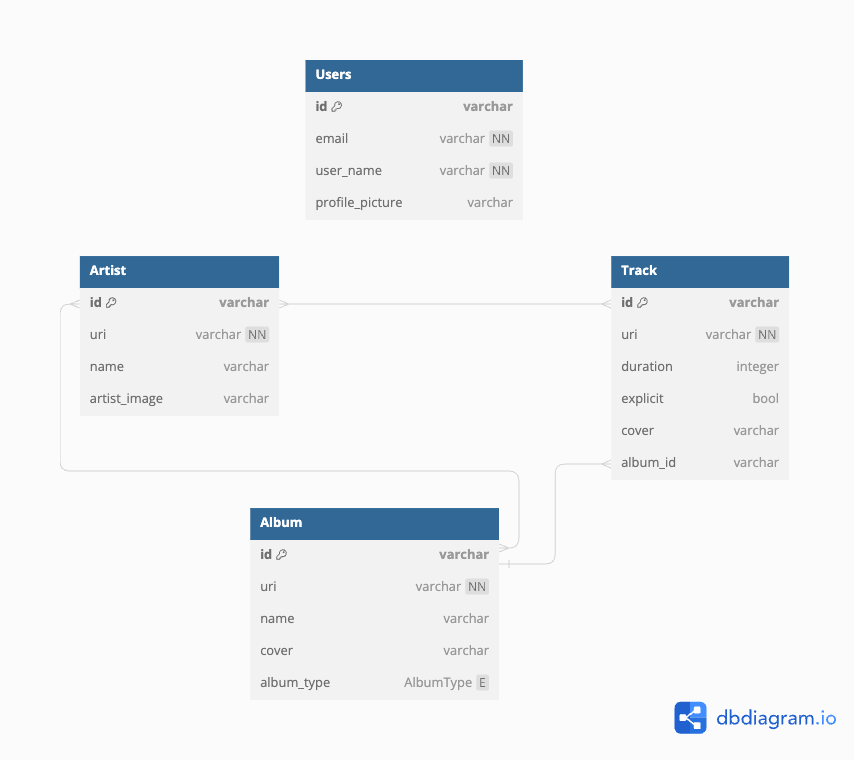 Users
id varchar
email varchar NN
user_name varchar NN
profile_picture varchar
Artist
id varchar
uri varchar NN
name varchar
artist_image varchar
Track
id varchar
uri varchar NN
duration integer
explicit bool
cover varchar
album_id varchar
Album
id varchar
uri varchar NN
name varchar
cover varchar
album_type AlbumType E
dbdiagram.io